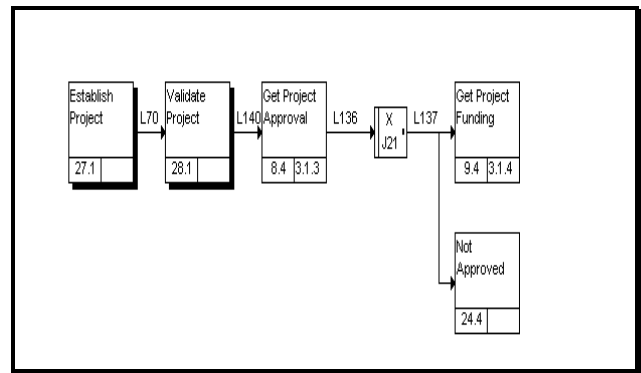 Establish
Project
27.1
L70
Validate
Project
28.1
L140
Get Project
Approval
8.4 3.1.3
L136
X
J21
L137
Get Project
Funding
9.4 3.1.4
Not
Approved
24.4